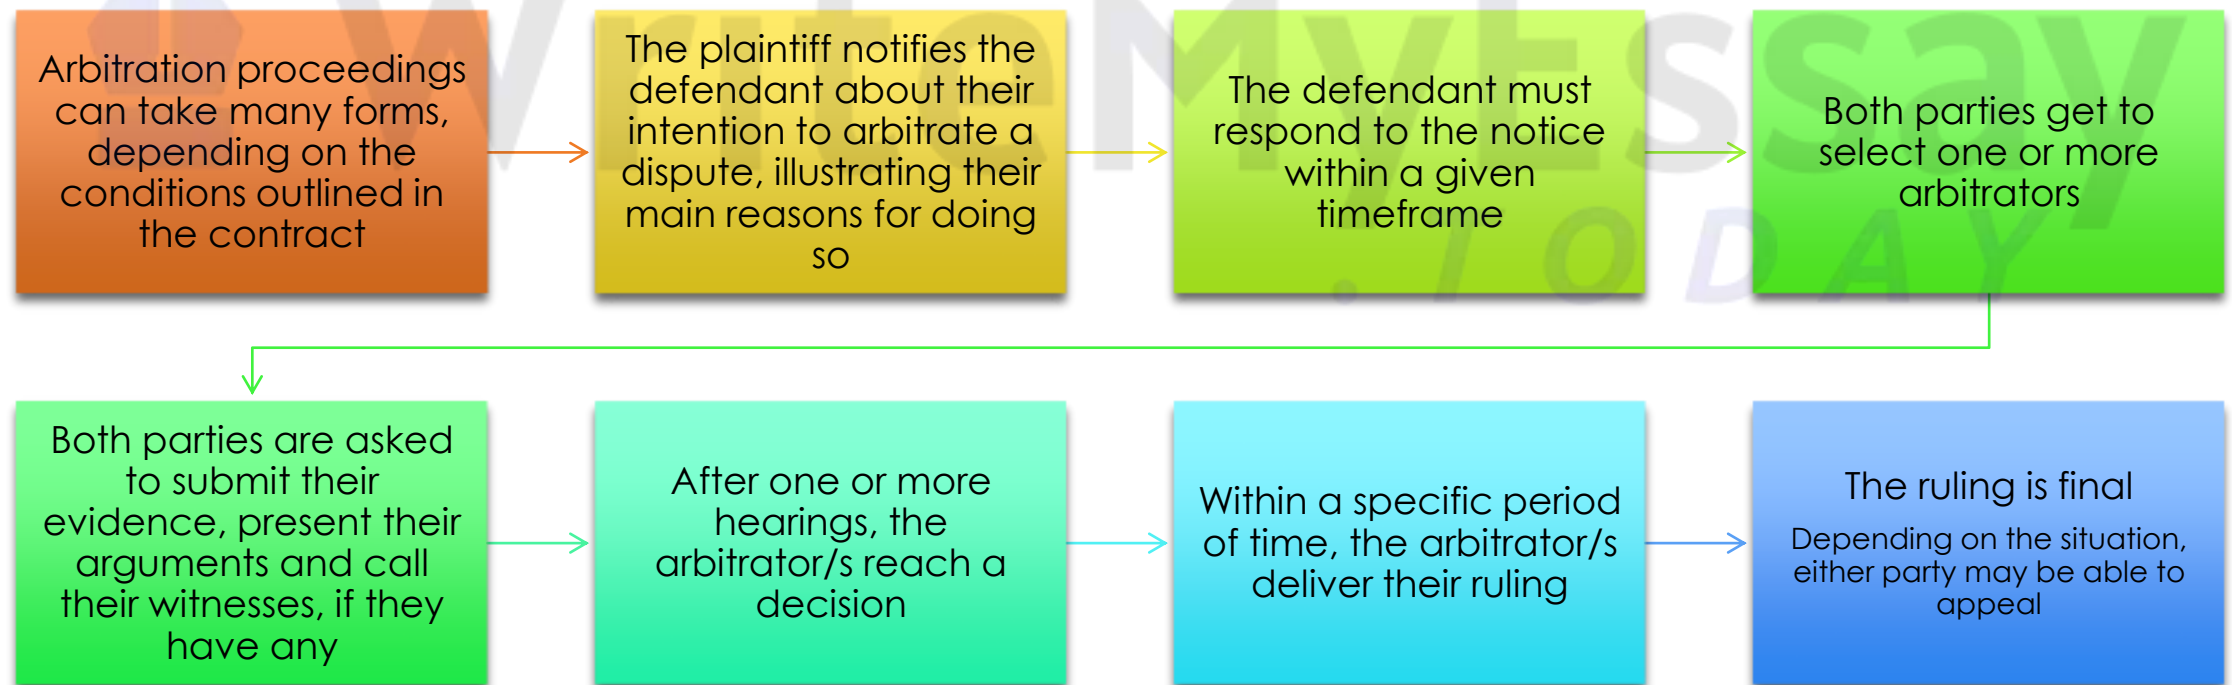 WriteMyEssay
.TODAY
Arbitration proceedings
can take many forms,
depending on the
conditions outlined in
the contract
The plaintiff notifies the
defendant about their
intention to arbitrate a
dispute, illustrating their
main reasons for doing
so
The defendant must
respond to the notice
within a given
timeframe
Both parties get to
select one or more
arbitrators
Both parties are asked
to submit their
evidence, present their
arguments and call
their witnesses, if they
have any
After one or more
hearings, the
arbitrator/s reach a
decision
Within a specific period
of time, the arbitrator/s
deliver their ruling
The ruling is final
Depending on the situation,
either party may be able to
appeal